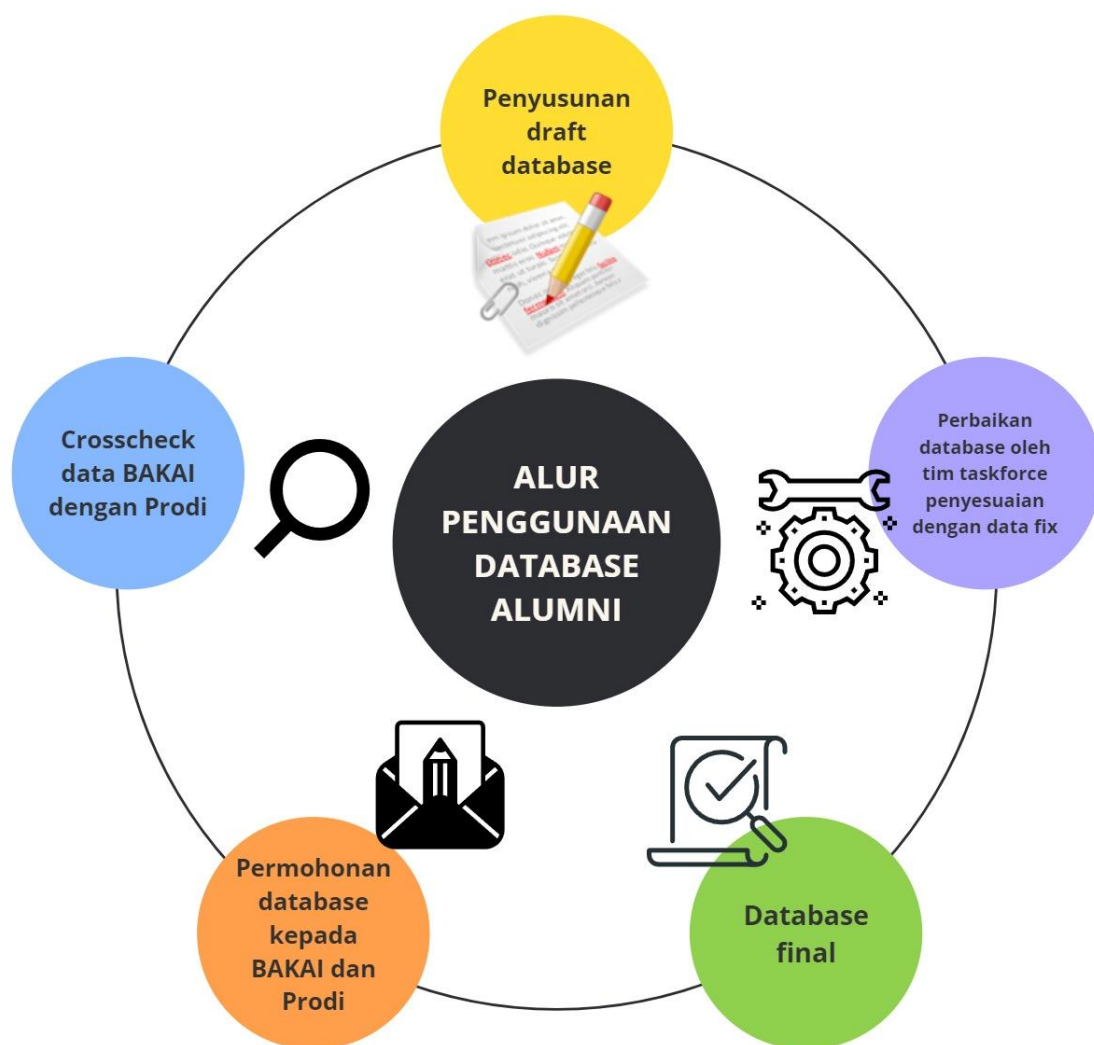 Penyusunan
draft
database
Crosscheck
data BAKAI
dengan Prodi
ALUR
PENGGUNAAN
DATABASE
ALUMNI
Perbaikan
database oleh
tim taskforce
penyesuaian
dengan data fix
Permohonan
database
kepada
BAKAI dan
Prodi
Database
final